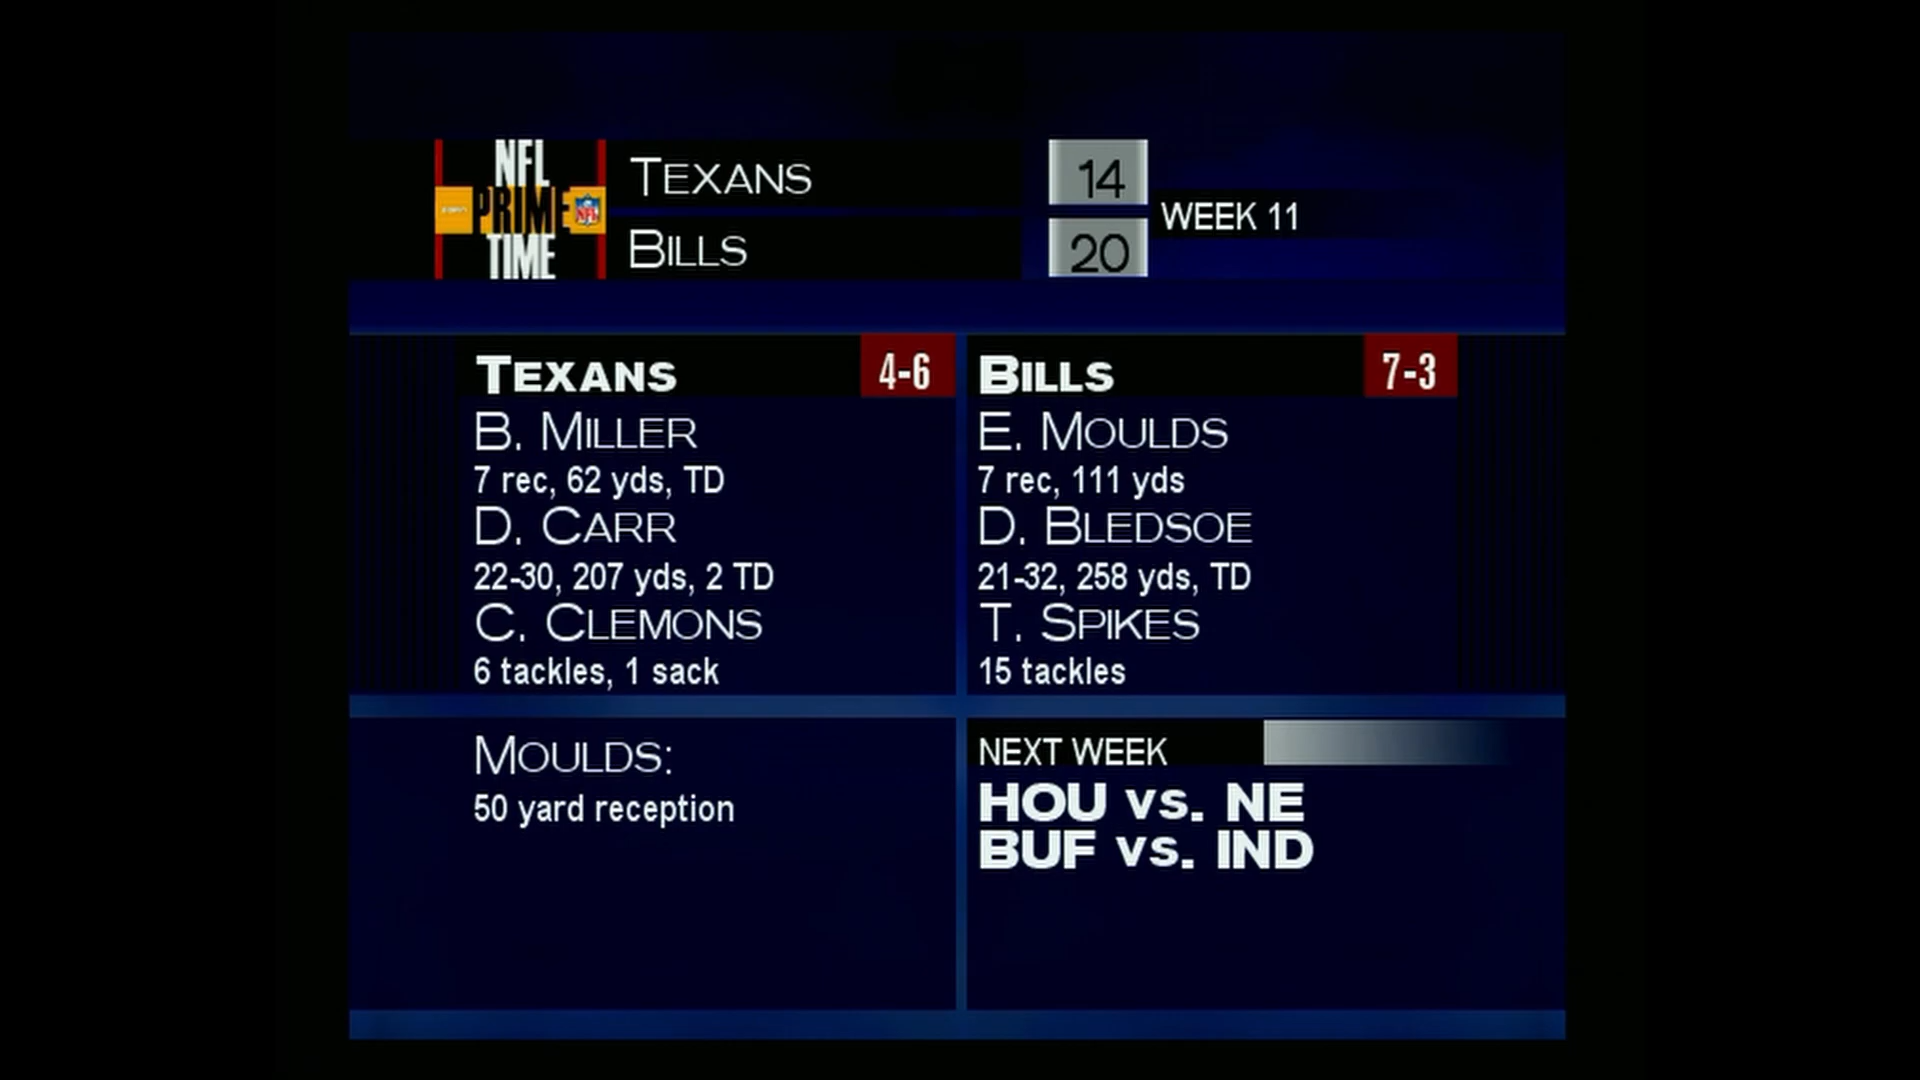 NFL
PRIME
TIME
ESPN
NFL
TEXANS
14
BILLS
20
WEEK 11
TEXANS 4-6
B. MILLER
7 rec, 62 yds, TD
D. CARR
22-30, 207 yds, 2 TD
C. CLEMONS
6 tackles, 1 sack
BILLS 7-3
E. MOULDS
7 rec, 111 yds
D. BLEDSOE
21-32, 258 yds, TD
T. SPIKES
15 tackles
MOULDS:
50 yard reception
NEXT WEEK
HOU vs. NE
BUF vs. IND